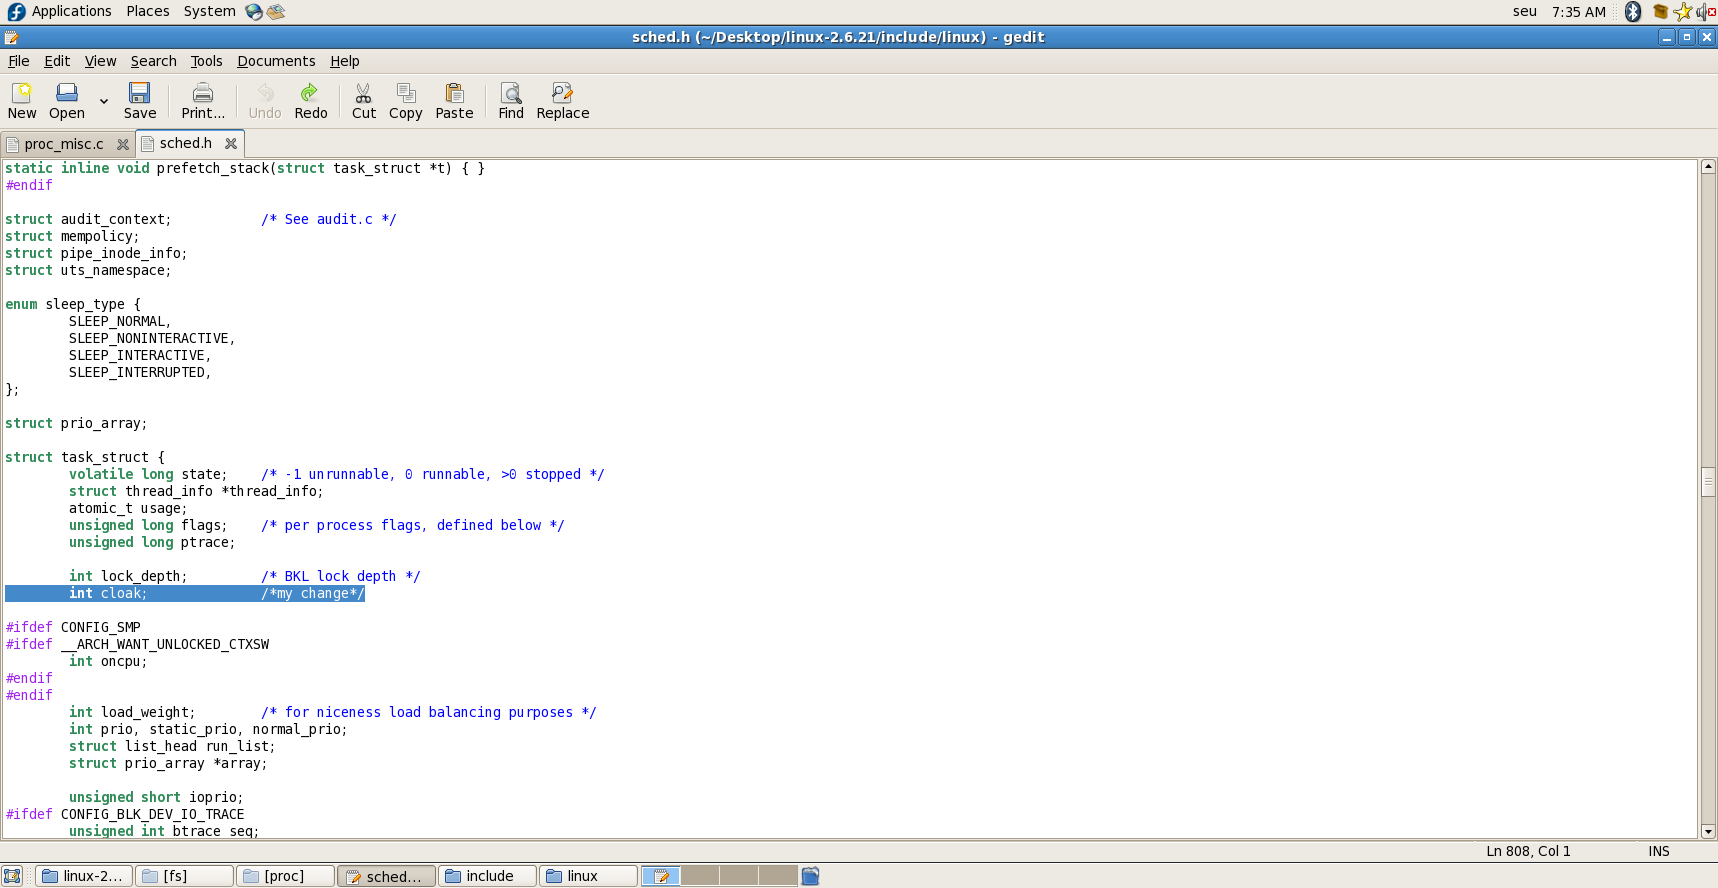 Applications Places System seu 7:35 AM
sched.h (~/Desktop/linux-2.6.21/include/linux) - gedit
File Edit View Search Tools Documents Help
New Open Save Print... Undo Redo Cut Copy Paste Find Replace
proc_misc.c sched.h
static inline void prefetch_stack(struct task_struct *t) { }
#endif
struct audit_context; /* See audit.c */
struct mempolicy;
struct pipe_inode_info;
struct uts_namespace;
enum sleep_type {
SLEEP_NORMAL,
SLEEP_NONINTERACTIVE,
SLEEP_INTERACTIVE,
SLEEP_INTERRUPTED,
};
struct prio_array;
struct task_struct {
volatile long state; /* -1 unrunnable, 0 runnable, >0 stopped */
struct thread_info *thread_info;
atomic_t usage;
unsigned long flags; /* per process flags, defined below */
unsigned long ptrace;
int lock_depth; /* BKL lock depth */
int cloak; /*my change*/
#ifdef CONFIG_SMP
#ifdef __ARCH_WANT_UNLOCKED_CTXSW
int oncpu;
#endif
#endif
int load_weight; /* for niceness load balancing purposes */
int prio, static_prio, normal_prio;
struct list_head run_list;
struct prio_array *array;
unsigned short ioprio;
#ifdef CONFIG_BLK_DEV_IO_TRACE
unsigned int btrace_seq;
Ln 808, Col 1 INS
linux-2... [fs] [proc] sched... include linux